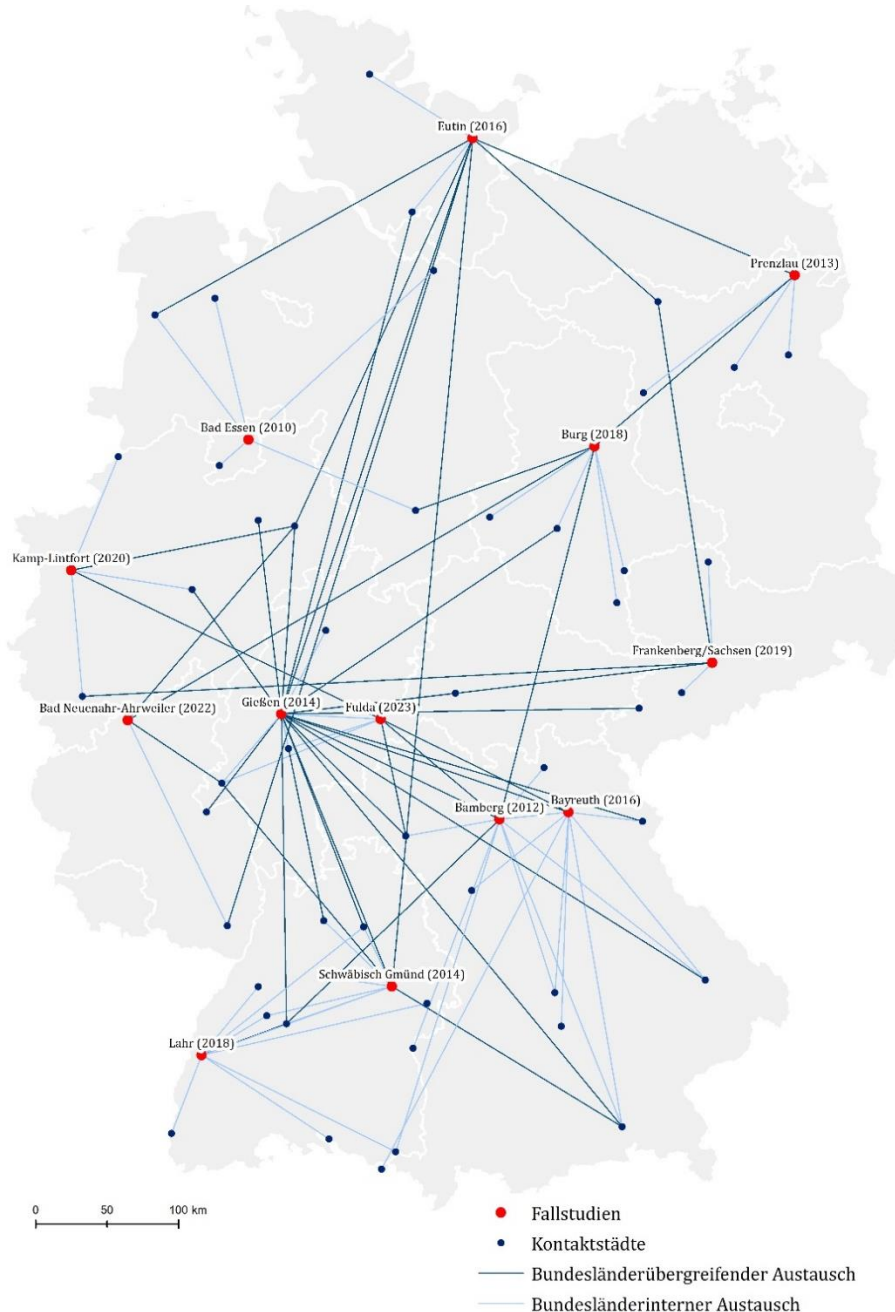 Eutin (2016)
Prenzlau (2013)
Bad Essen (2010)
Burg (2018)
Kamp-Lintfort (2020)
Frankenberg/Sachsen (2019)
Bad Neuenahr-Ahrweiler (2022)
Gießen (2014)
Fulda (2023)
Bamberg (2012)
Bayreuth (2016)
Schwäbisch Gmünd (2014)
Lahr (2018)
0 50 100 km
Fallstudien
Kontaktstädte
Bundesländerübergreifender Austausch
Bundesländerinterner Austausch